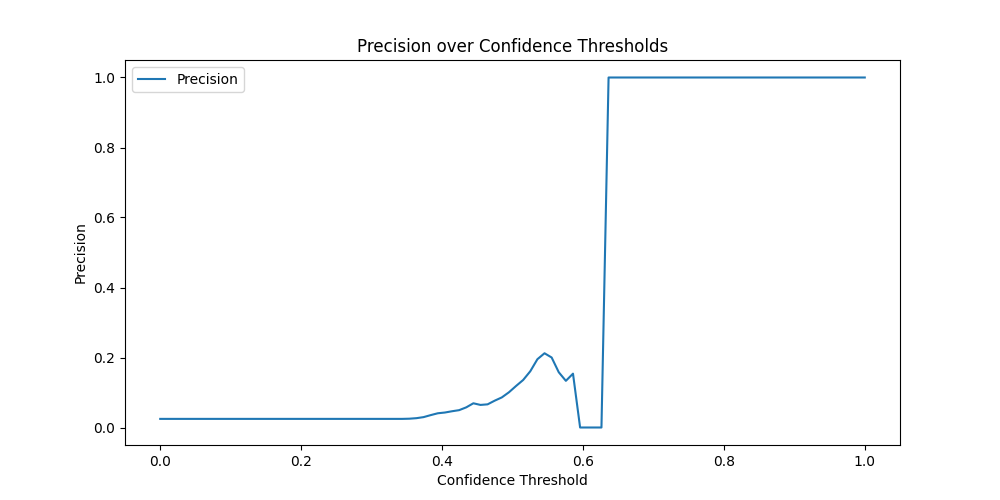 Precision over Confidence Thresholds
Precision
1.0
0.8
0.6
0.4
0.2
0.0
Precision
0.0 0.2 0.4 0.6 0.8 1.0
Confidence Threshold